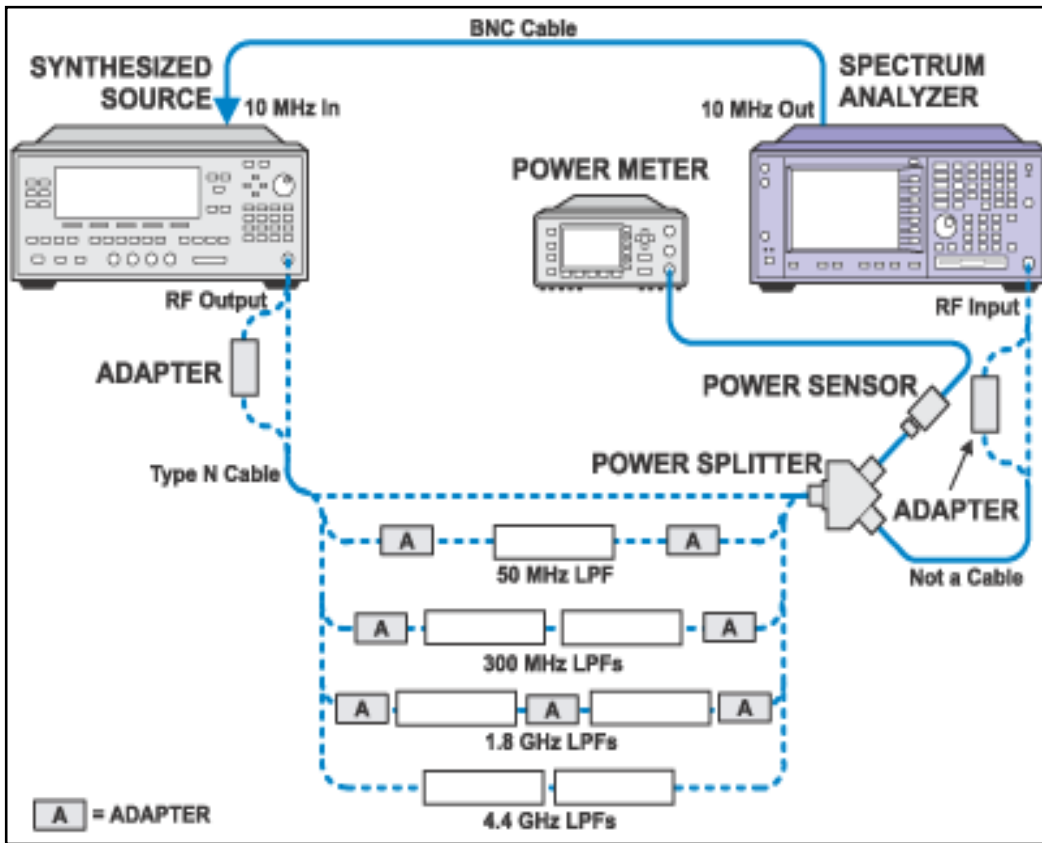 BNC Cable
SYNTHESIZED
SOURCE
10 MHz In
SPECTRUM
ANALYZER
10 MHz Out
POWER METER
RF Output
RF Input
ADAPTER
POWER SENSOR
Type N Cable
POWER SPLITTER
ADAPTER
A
A
50 MHz LPF
Not a Cable
A
A
300 MHz LPFs
A
A
A
1.8 GHz LPFs
4.4 GHz LPFs
A = ADAPTER